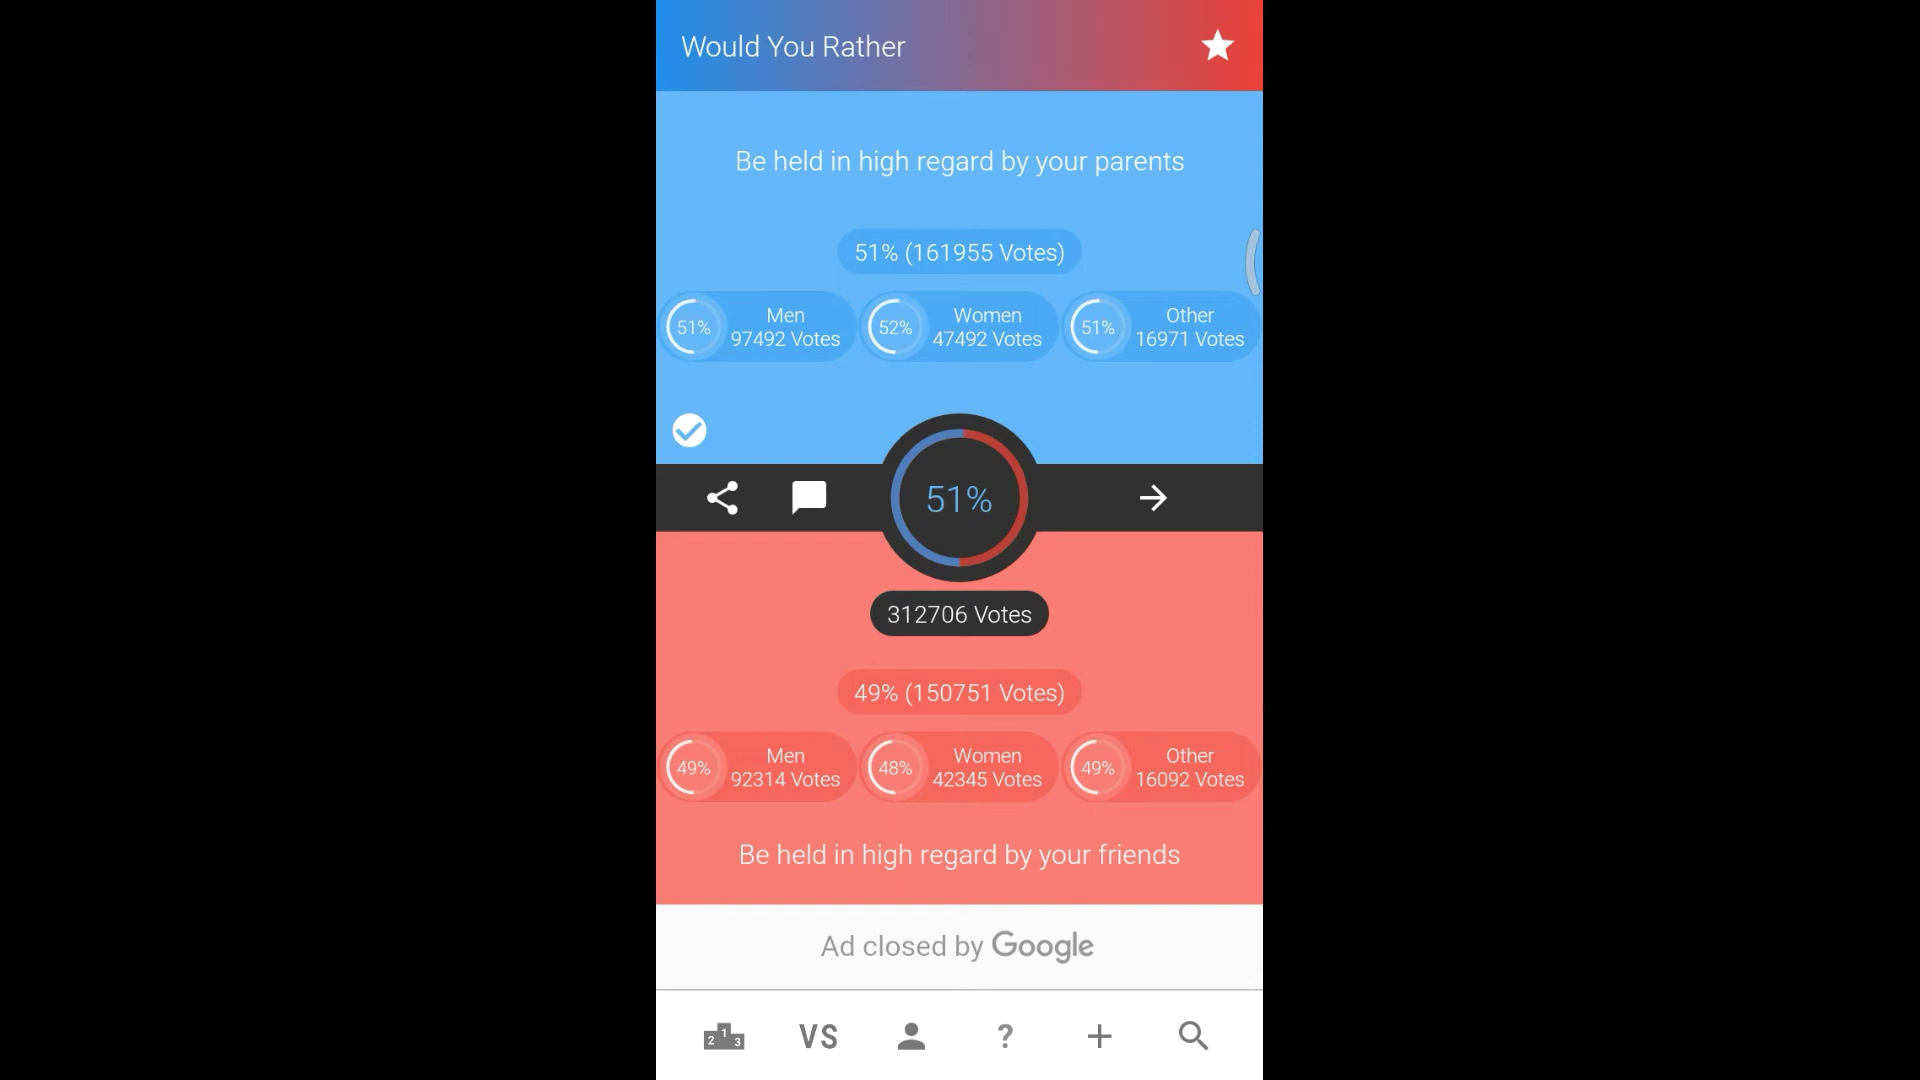 Would You Rather
Be held in high regard by your parents
51% (161955 Votes)
51%
Men
97492 Votes
52%
Women
47492 Votes
51%
Other
16971 Votes
51%
312706 Votes
49% (150751 Votes)
49%
Men
92314 Votes
48%
Women
42345 Votes
49%
Other
16092 Votes
Be held in high regard by your friends
Ad closed by Google
2 1 3
VS
?